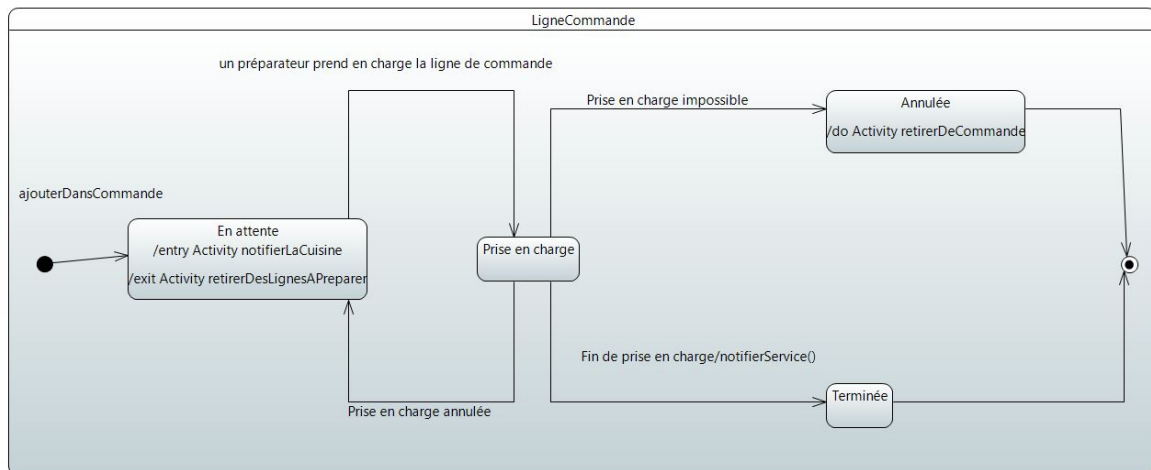 LigneCommande
un préparateur prend en charge la ligne de commande
Prise en charge impossible
Annulée
/do Activity retirerDeCommande
ajouterDansCommande
En attente
/entry Activity notifierLaCuisine
/exit Activity retirerDesLignesAPreparer
Prise en charge
Fin de prise en charge/notifierService()
Terminée
Prise en charge annulée